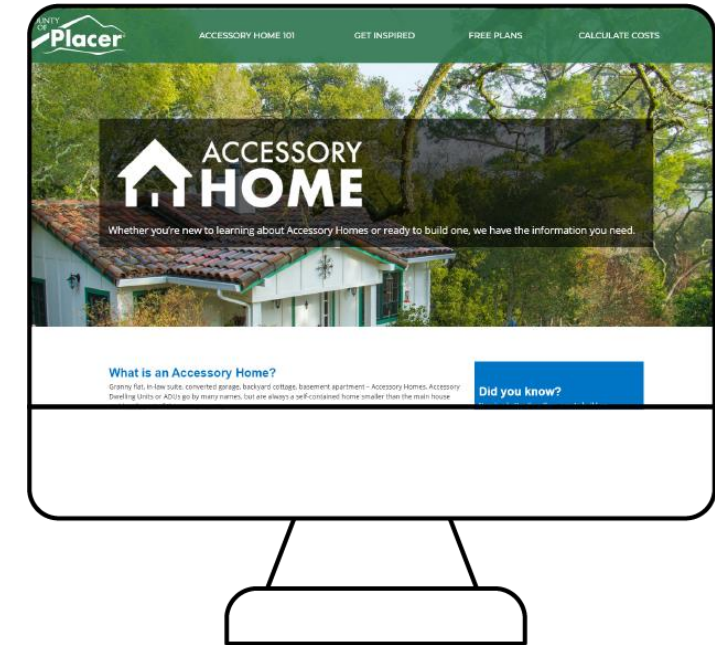 COUNTY
OF
Placer
ACCESSORY HOME 101 GET INSPIRED FREE PLANS CALCULATE COSTS
ACCESSORY
HOME
Whether you're new to learning about Accessory Homes or ready to build one, we have the information you need.
What is an Accessory Home?
Granny flat, in-law suite, converted garage, backyard cottage, basement apartment – Accessory Homes, Accessory
Dwelling Units or ADUs go by many names, but are always a self-contained home smaller than the main house
Did you know?